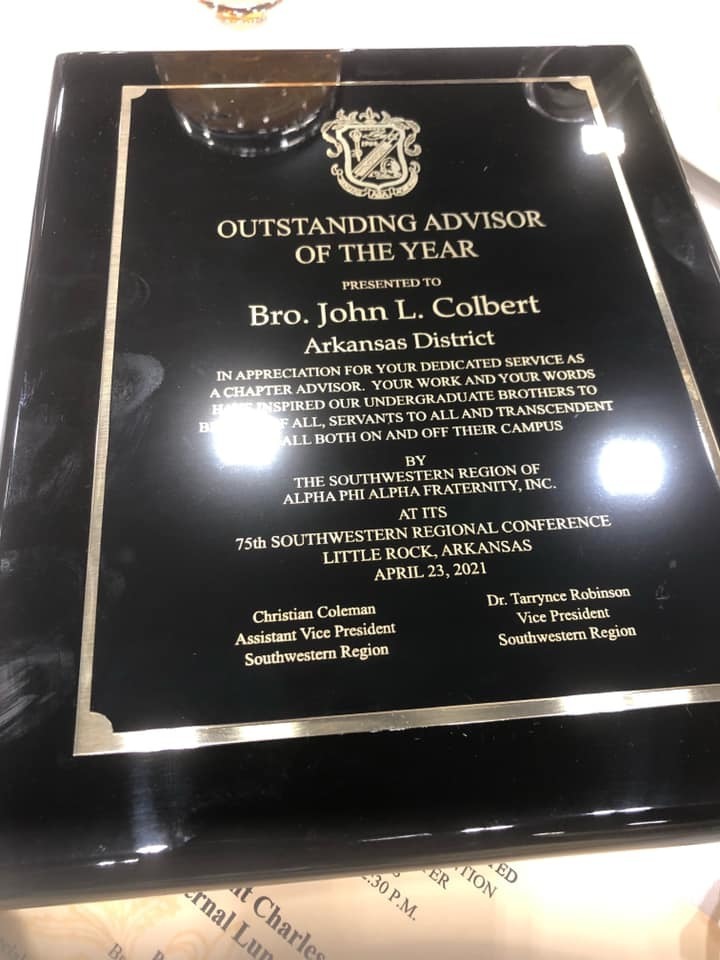 OUTSTANDING ADVISOR
OF THE YEAR
PRESENTED TO
Bro. John L. Colbert
Arkansas District
IN APPRECIATION FOR YOUR DEDICATED SERVICE AS
A CHAPTER ADVISOR. YOUR WORK AND YOUR WORDS
INSPIRED OUR UNDERGRADUATE BROTHERS TO
ALL, SERVANTS TO ALL AND TRANSCENDENT
ALL BOTH ON AND OFF THEIR CAMPUS
BY
THE SOUTHWESTERN REGION OF
ALPHA PHI ALPHA FRATERNITY, INC.
AT ITS
75th SOUTHWESTERN REGIONAL CONFERENCE
LITTLE ROCK, ARKANSAS
APRIL 23, 2021
Christian Coleman
Assistant Vice President
Southwestern Region
Dr. Tarrynce Robinson
Vice President
Southwestern Region
P.M.
Charles